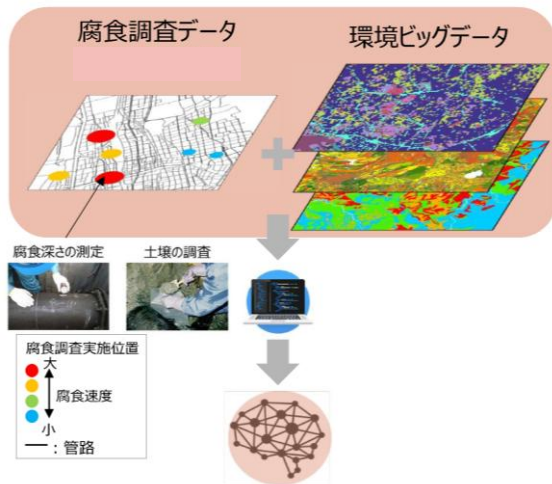 腐食調査データ
環境ビッグデータ
腐食深さの測定
土壌の調査
腐食調査実施位置
大
腐食速度
小
：管路